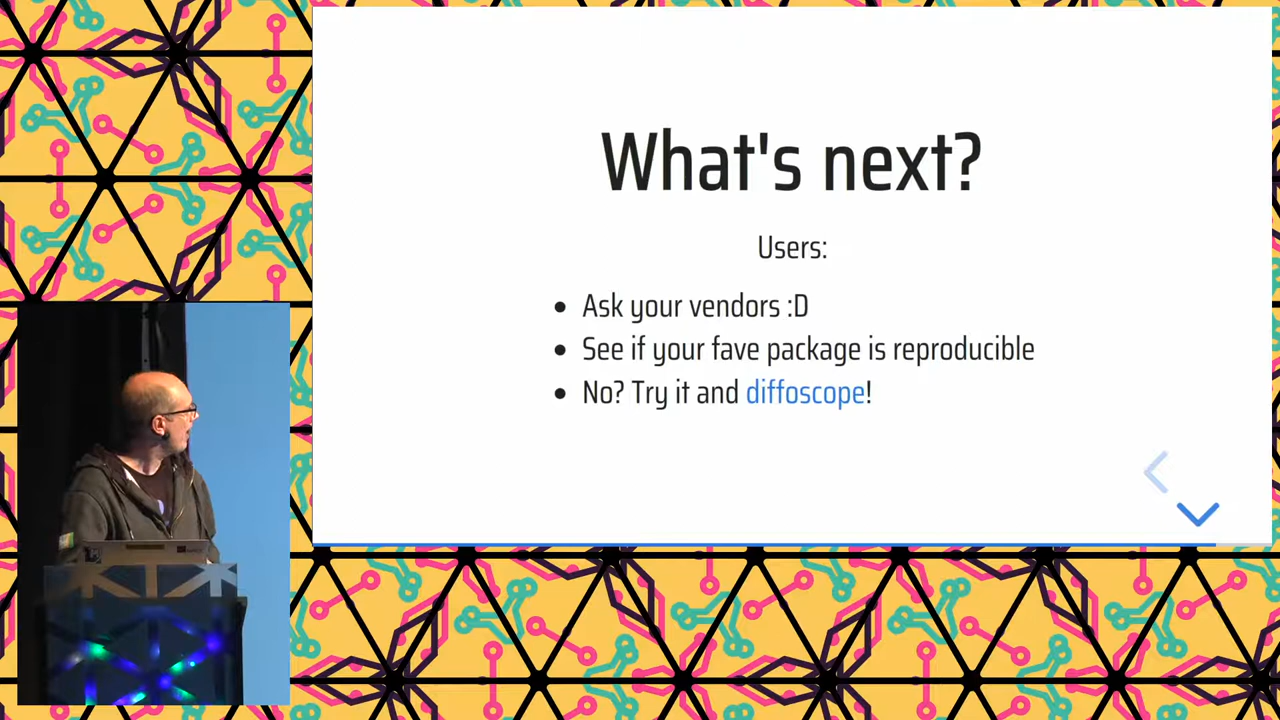 What's next?
Users:
Ask your vendors :D
See if your fave package is reproducible
No? Try it and diffoscope!